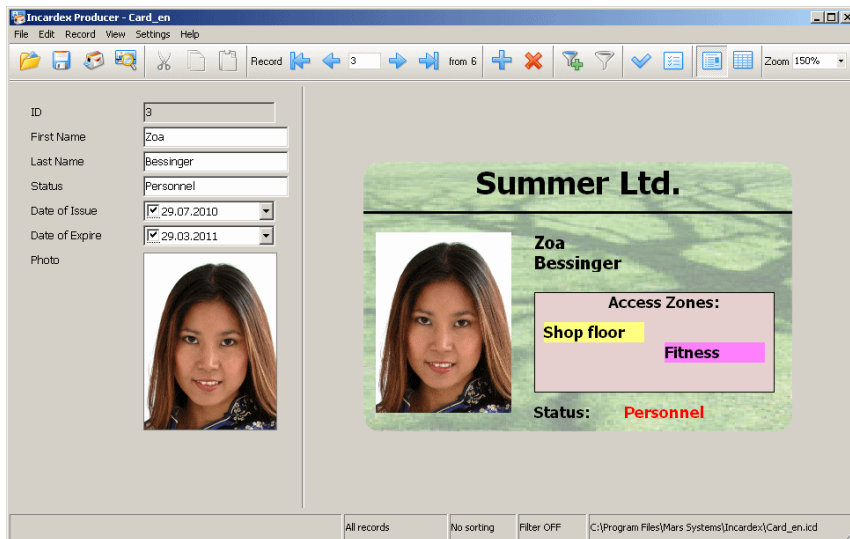 Incardex Producer - Card_en
File Edit Record View Settings Help
Record 3 from 6 Zoom 150%
ID 3
First Name Zoa
Last Name Bessinger
Status Personnel
Date of Issue 29.07.2010
Date of Expire 29.03.2011
Photo
Summer Ltd.
Zoa
Bessinger
Access Zones:
Shop floor
Fitness
Status: Personnel
All records No sorting Filter OFF C:\Program Files\Mars Systems\Incardex\Card_en.icd